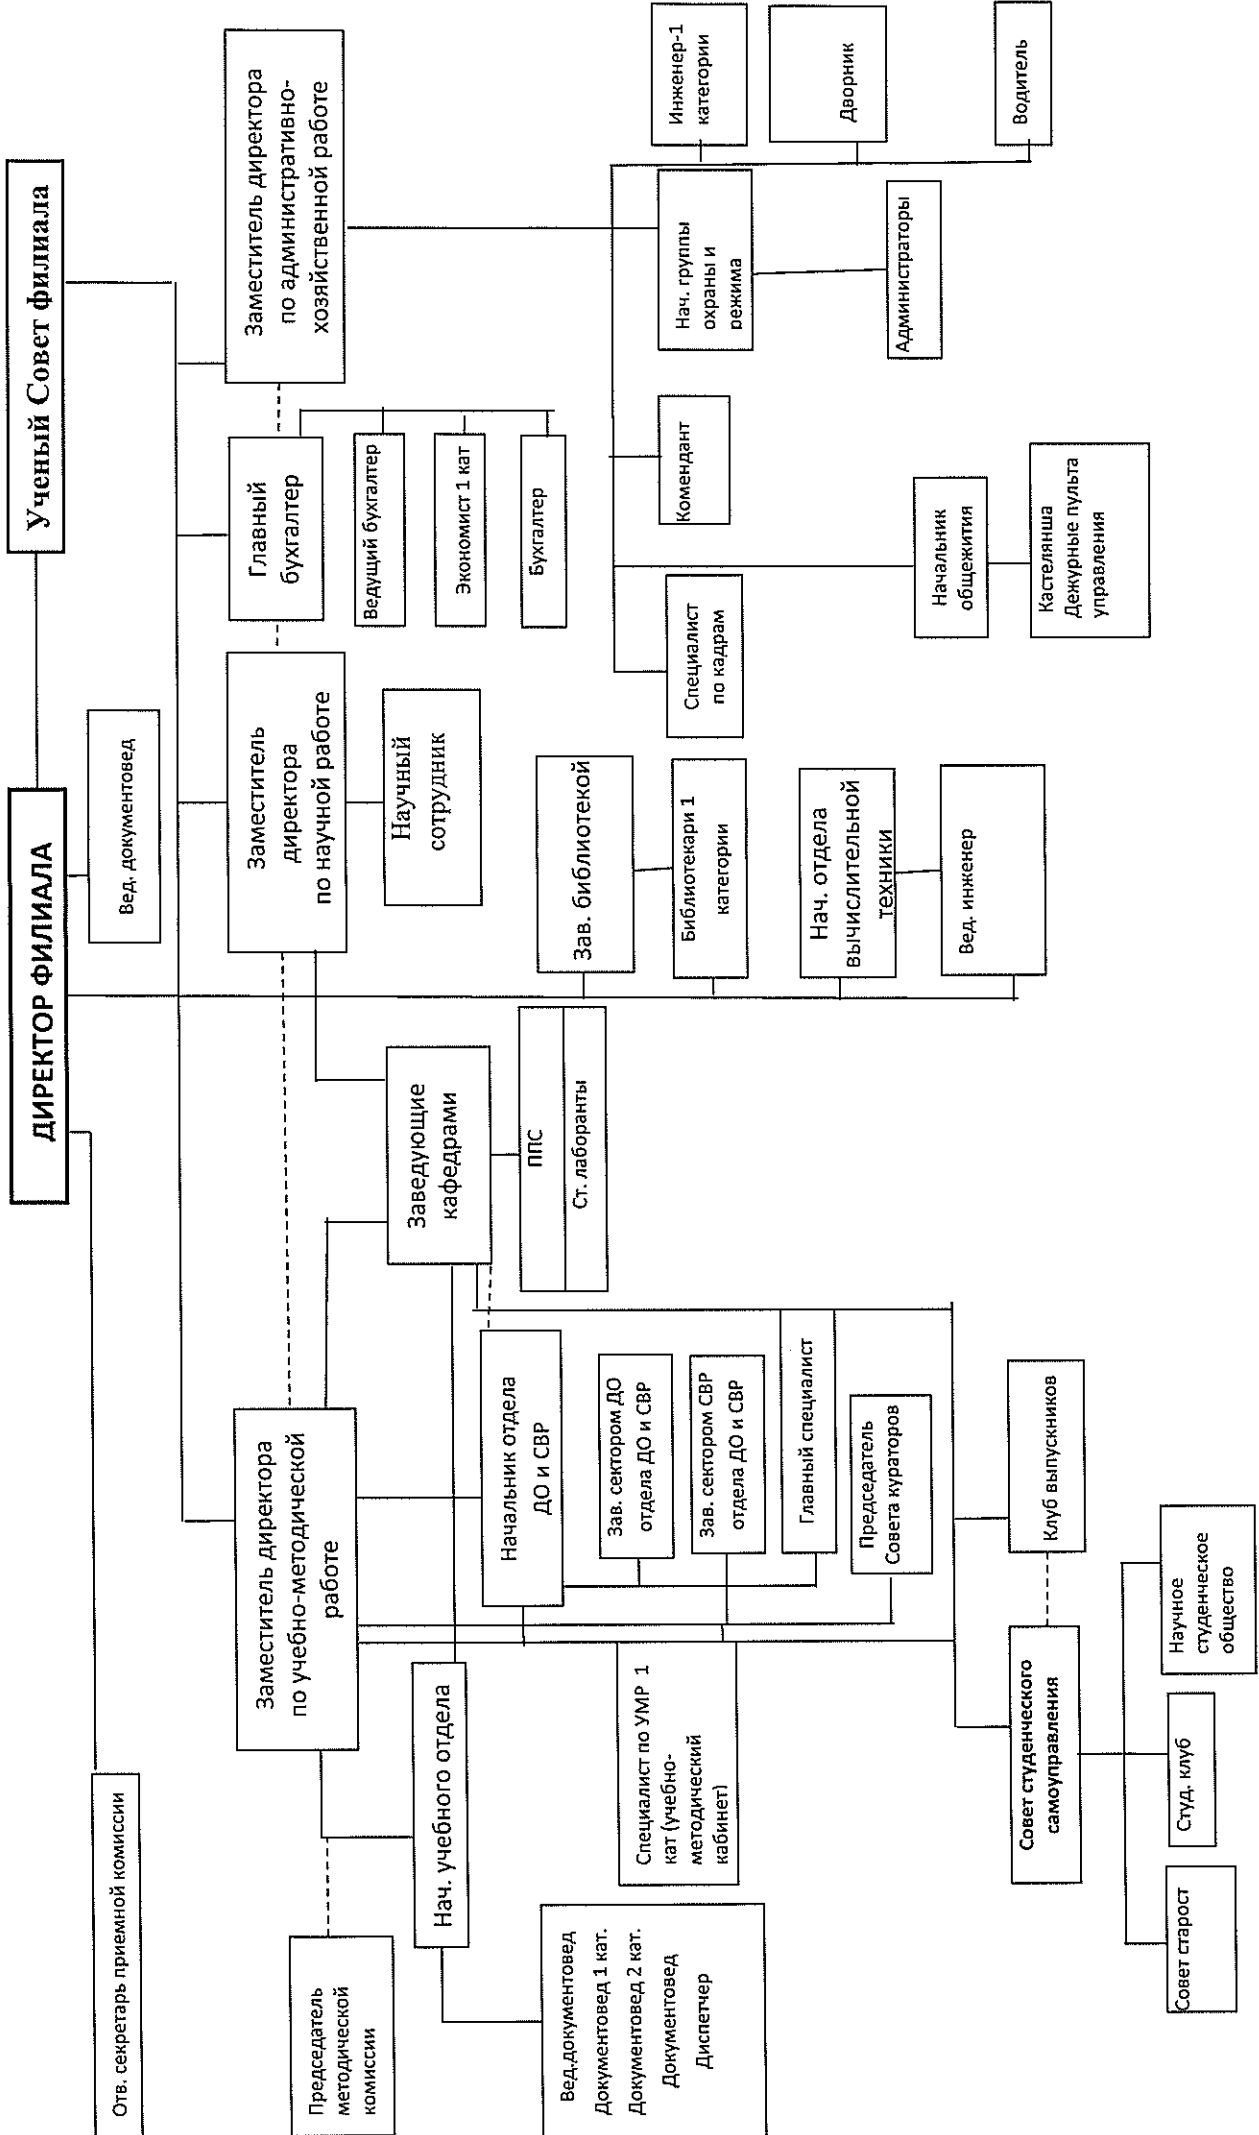 Ученый Совет филиала
ДИРЕКТОР ФИЛИАЛА
Отв. секретарь приемной комиссии
Вед. документовед
Заместитель директора
по учебно-методической
работе
Заместитель
директора
по научной работе
Главный
бухгалтер
Заместитель директора
по административно-
хозяйственной работе
Председатель
методической
комиссии
Нач. учебного отдела
Начальник отдела
ДО и СВР
Заведующие
кафедрами
Научный
сотрудник
Ведущий бухгалтер
Экономист 1 кат
Бухгалтер
ППС
Ст. лаборанты
Вед.документовед
Документовед 1 кат.
Документовед 2 кат.
Документовед
Диспетчер
Специалист по УМР 1
кат (учебно-
методический
кабинет)
Зав. сектором ДО
отдела ДО и СВР
Зав. сектором СВР
отдела ДО и СВР
Главный специалист
Председатель
Совета кураторов
Зав. библиотекой
Библиотекари 1
категории
Нач. отдела
вычислительной
техники
Вед. инженер
Специалист
по кадрам
Комендант
Нач. группы
охраны и
режима
Инженер-1
категории
Дворник
Водитель
Администраторы
Начальник
общежития
Кастелянша
Дежурные пульта
управления
Совет студенческого
самоуправления
Клуб выпускников
Совет старост
Студ. клуб
Научное
студенческое
общество